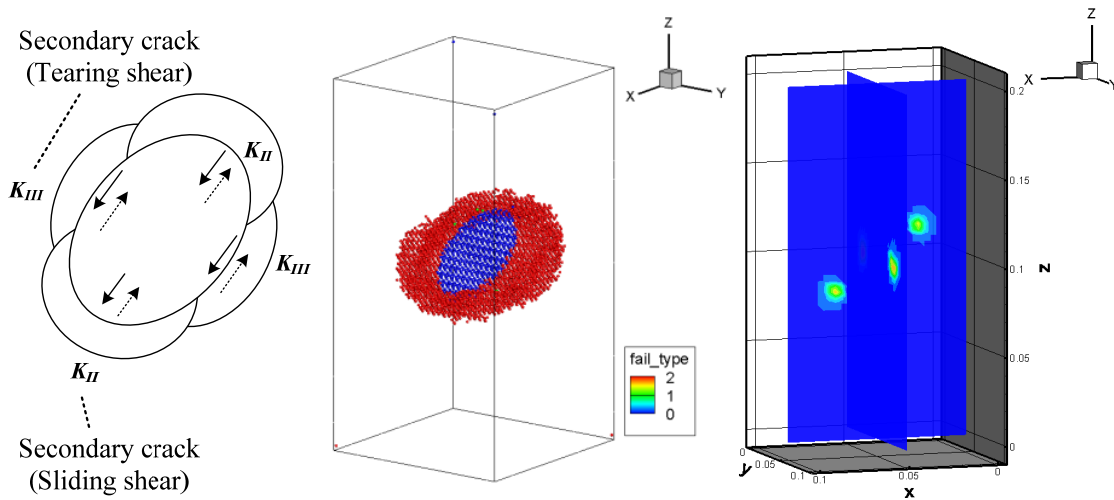 Secondary crack
(Tearing shear)
K_II
K_III
K_III
K_II
Secondary crack
(Sliding shear)
Z
X
Y
fail_type
2
1
0
Z
X
Y
0.2
0.15
0.1
0.05
0
z
0
0.05
0.1
y
0.1
0.05
0
x